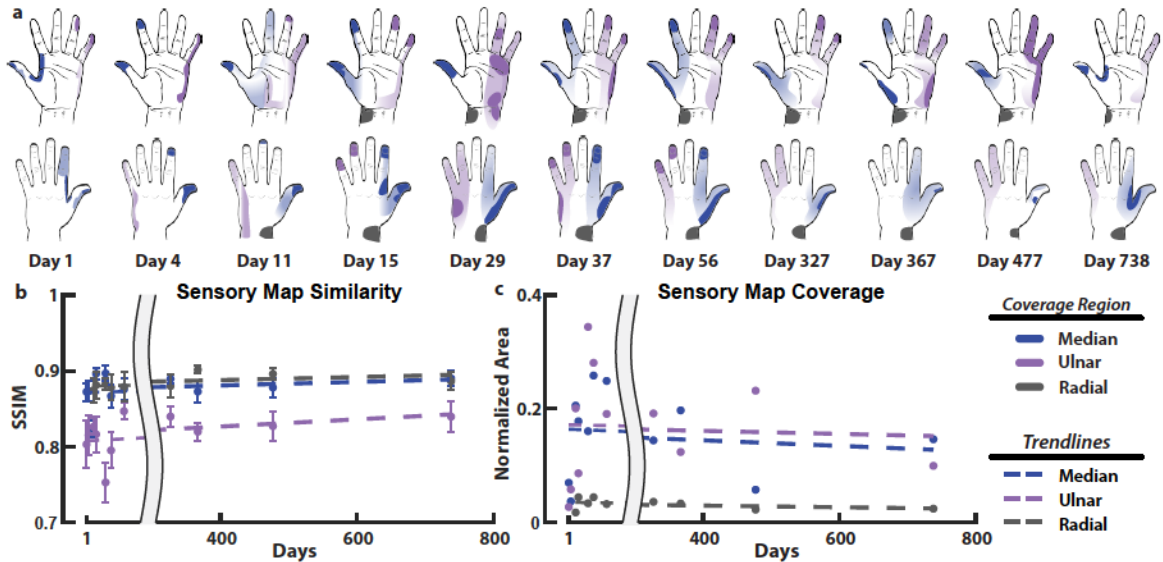 a
Day 1 Day 4 Day 11 Day 15 Day 29 Day 37 Day 56 Day 327 Day 367 Day 477 Day 738
b Sensory Map Similarity
1
0.9
0.8
0.7
SSIM
1 400 600 800
Days
c Sensory Map Coverage
0.4
0.2
0
Normalized Area
1 400 600 800
Days
Coverage Region
Median
Ulnar
Radial
Trendlines
Median
Ulnar
Radial